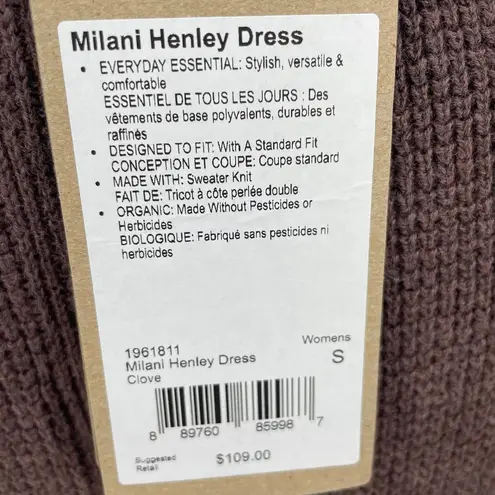 Milani Henley Dress
• EVERYDAY ESSENTIAL: Stylish, versatile &
comfortable
ESSENTIEL DE TOUS LES JOURS : Des
vêtements de base polyvalents, durables et
raffinés
• DESIGNED TO FIT: With A Standard Fit
CONCEPTION ET COUPE: Coupe standard
• MADE WITH: Sweater Knit
FAIT DE: Tricot à côte perlée double
• ORGANIC: Made Without Pesticides or
Herbicides
BIOLOGIQUE: Fabriqué sans pesticides ni
herbicides
1961811
Womens
Milani Henley Dress
S
Clove
8 89760 85998 7
Suggested
Retail
$109.00